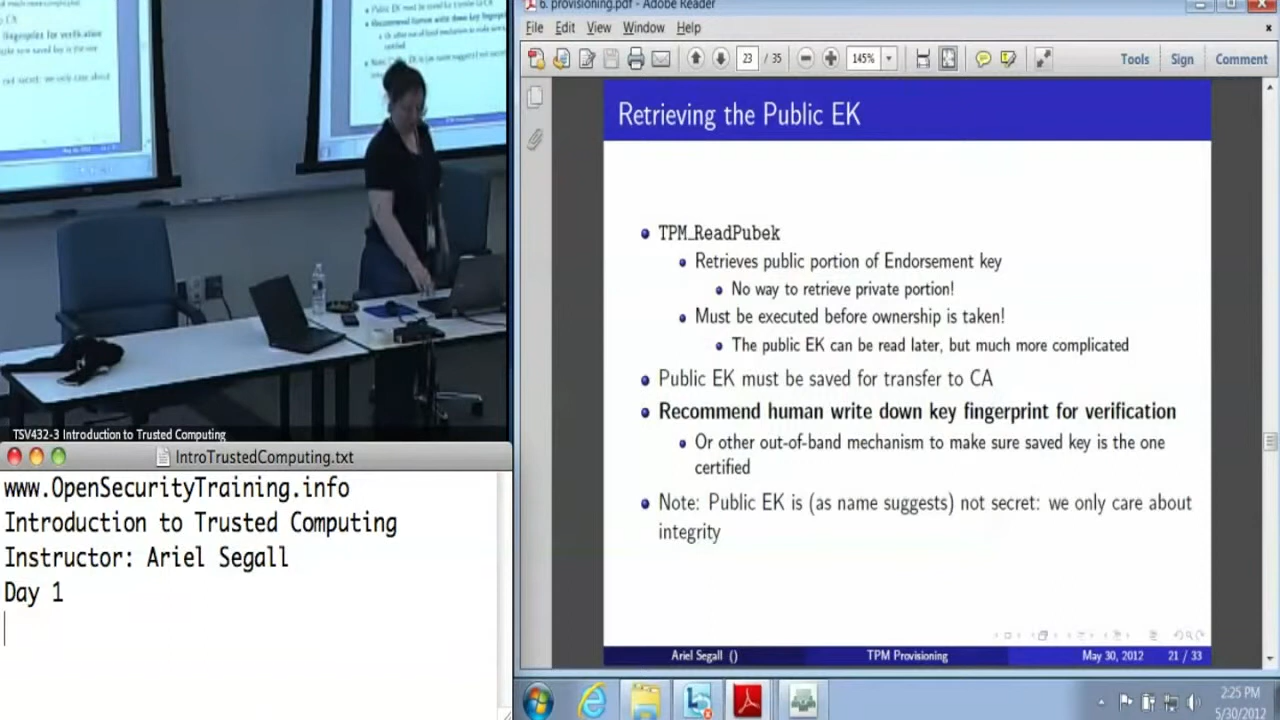 TSV432-3 Introduction to Trusted Computing
IntroTrustedComputing.txt
www.OpenSecurityTraining.info
Introduction to Trusted Computing
Instructor: Ariel Segall
Day 1
6. provisioning.pdf - Adobe Reader
File Edit View Window Help
23 / 35 145% Tools Sign Comment
Retrieving the Public EK
TPM_ReadPubek
Retrieves public portion of Endorsement key
No way to retrieve private portion!
Must be executed before ownership is taken!
The public EK can be read later, but much more complicated
Public EK must be saved for transfer to CA
Recommend human write down key fingerprint for verification
Or other out-of-band mechanism to make sure saved key is the one
certified
Note: Public EK is (as name suggests) not secret: we only care about
integrity
Ariel Segall () TPM Provisioning May 30, 2012 21 / 33
2:25 PM
5/30/2012